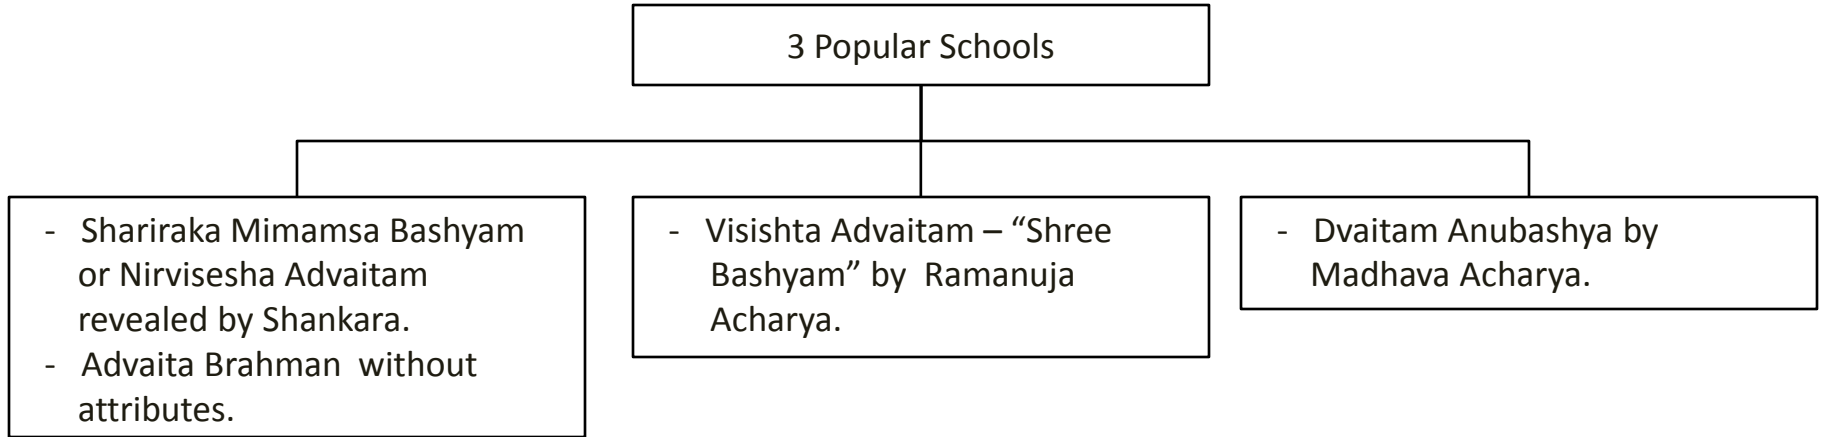 3 Popular Schools
- Shariraka Mimamsa Bashyam
or Nirvisesha Advaitam
revealed by Shankara.
- Advaita Brahman without
attributes.
- Visishta Advaitam – “Shree
Bashyam” by Ramanuja
Acharya.
- Dvaitam Anubashya by
Madhava Acharya.